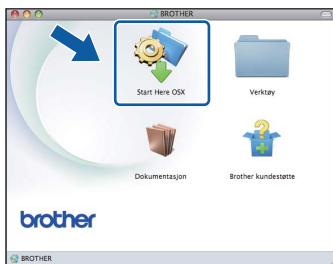 BROTHER
Start Here OSX
Verktøy
Dokumentasjon
Brother kundestøtte
brother
BROTHER